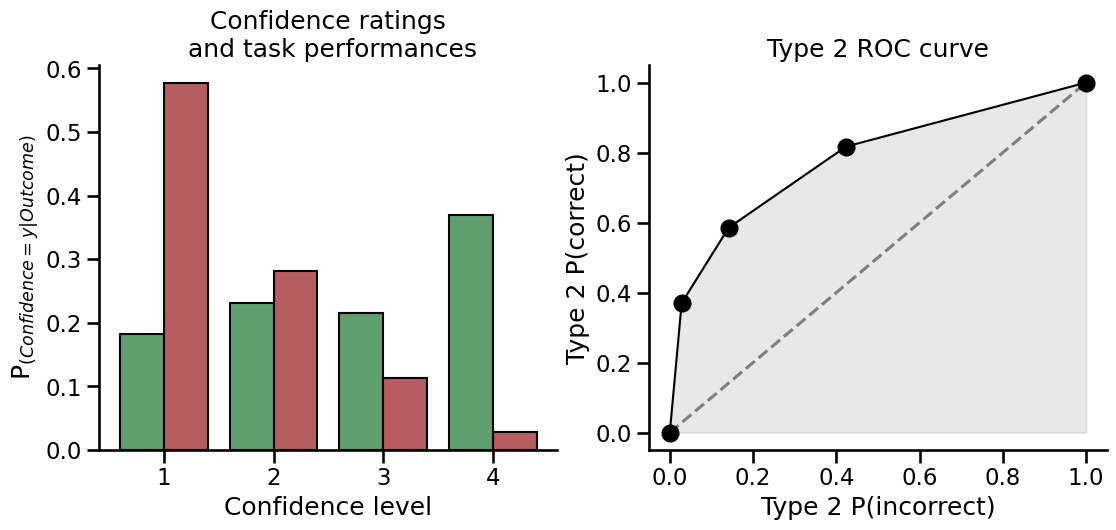 Confidence ratings
and task performances
P(Confidence = y|Outcome)
0.6
0.5
0.4
0.3
0.2
0.1
0.0
1 2 3 4
Confidence level
Type 2 ROC curve
Type 2 P(correct)
1.0
0.8
0.6
0.4
0.2
0.0
0.0 0.2 0.4 0.6 0.8 1.0
Type 2 P(incorrect)